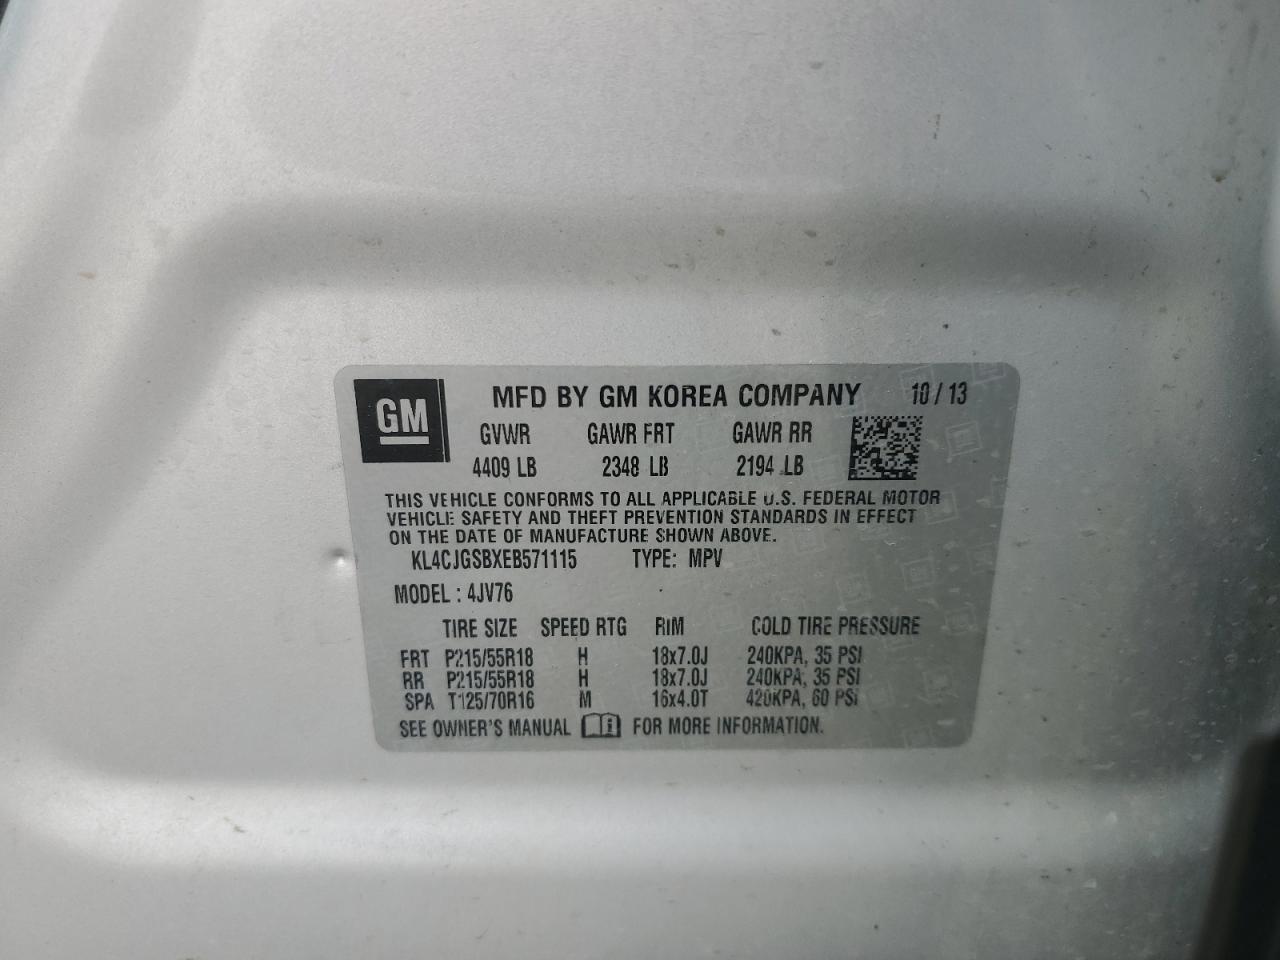 GM MFD BY GM KOREA COMPANY 10/13
GVWR GAWR FRT GAWR RR
4409 LB 2348 LB 2194 LB
THIS VEHICLE CONFORMS TO ALL APPLICABLE U.S. FEDERAL MOTOR
VEHICLE SAFETY AND THEFT PREVENTION STANDARDS IN EFFECT
ON THE DATE OF MANUFACTURE SHOWN ABOVE.
KL4CJGSBXEB571115 TYPE: MPV
MODEL: 4JV76
TIRE SIZE SPEED RTG RIM COLD TIRE PRESSURE
FRT P215/55R18 H 18x7.0J 240KPA, 35 PSI
RR P215/55R18 H 18x7.0J 240KPA, 35 PSI
SPA T125/70R16 M 16x4.0T 420KPA, 60 PSI
SEE OWNER'S MANUAL FOR MORE INFORMATION.